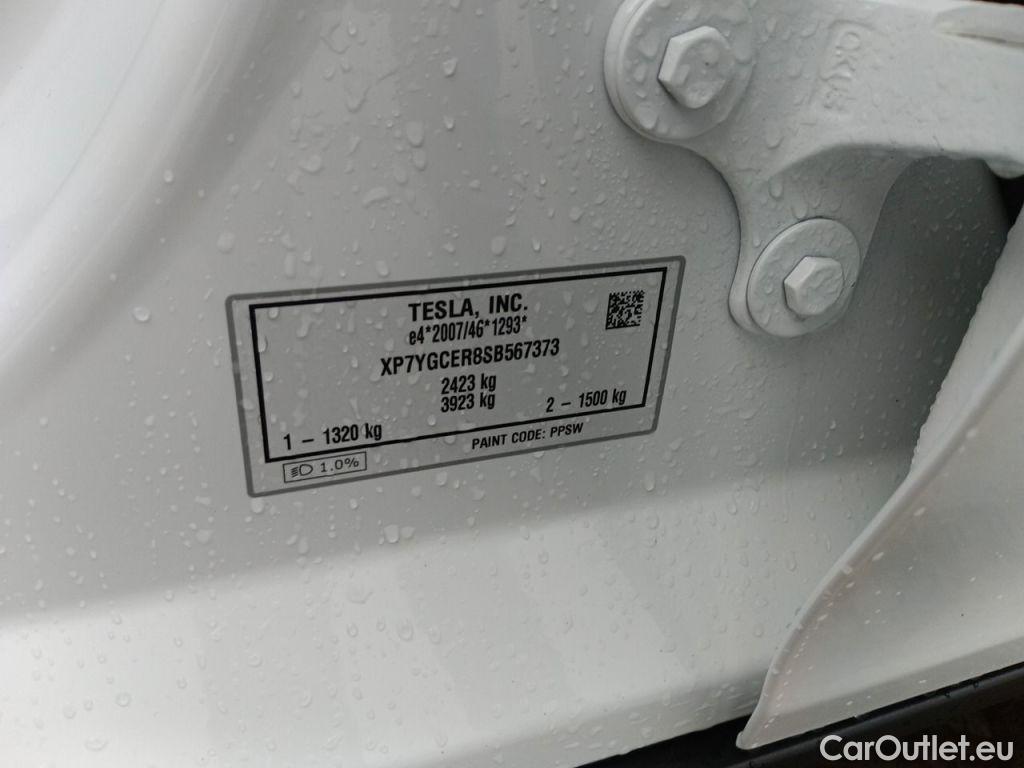 TESLA, INC.
e4*2007/46*1293*
XP7YGCER8SB567373
2423 kg
3923 kg
1 – 1320 kg
2 – 1500 kg
PAINT CODE: PPSW
1.0%
CarOutlet.eu